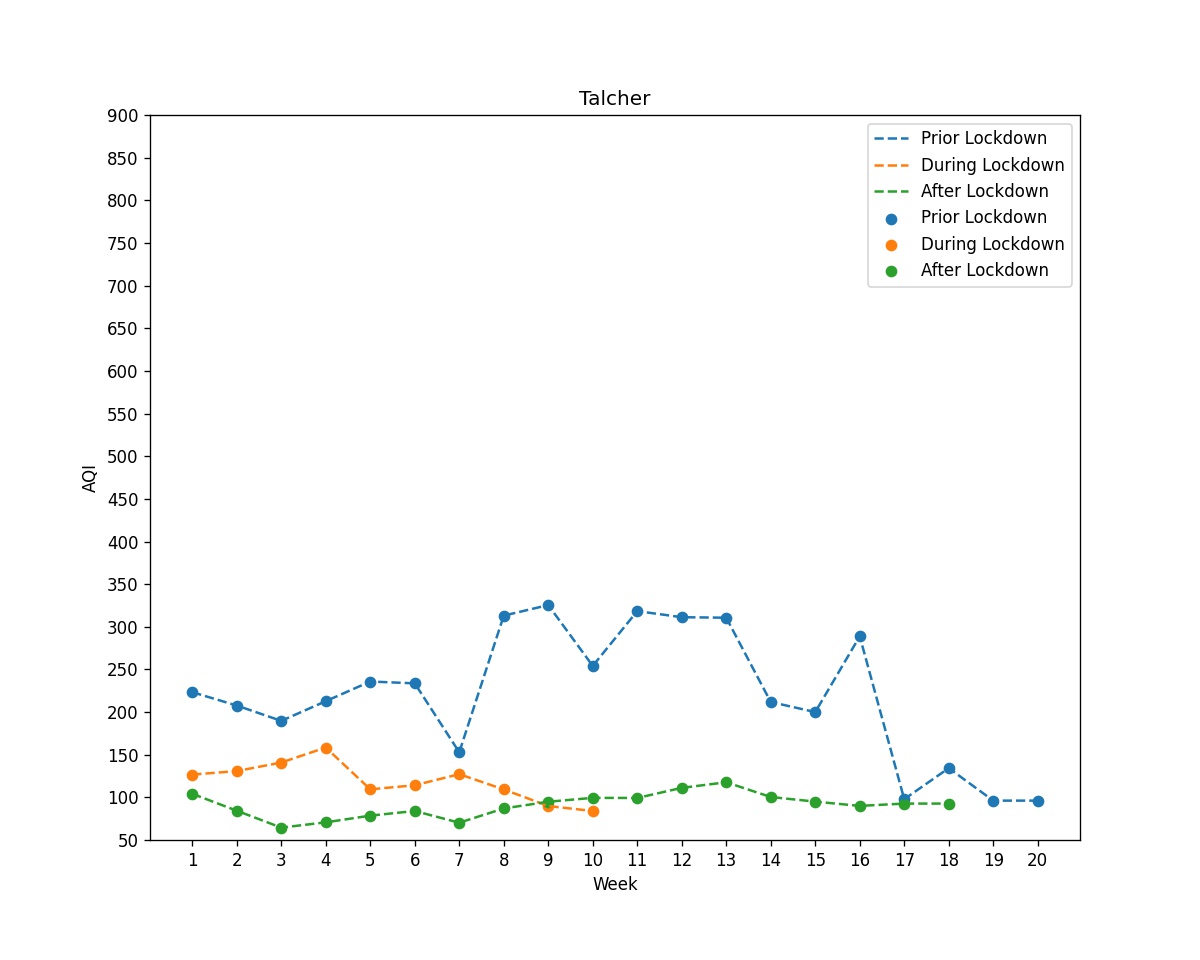 Talcher
900
850
800
750
700
650
600
550
500
450
400
350
300
250
200
150
100
50
AQI
Prior Lockdown
During Lockdown
After Lockdown
Prior Lockdown
During Lockdown
After Lockdown
1 2 3 4 5 6 7 8 9 10 11 12 13 14 15 16 17 18 19 20
Week